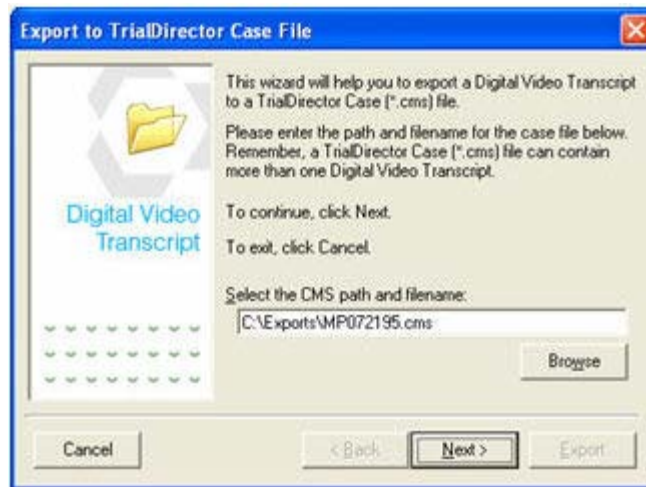 Export to TrialDirector Case File
This wizard will help you to export a Digital Video Transcript
to a TrialDirector Case (*.cms) file.
Please enter the path and filename for the case file below.
Remember, a TrialDirector Case (*.cms) file can contain
more than one Digital Video Transcript.
Digital Video
Transcript
To continue, click Next.
To exit, click Cancel.
Select the CMS path and filename:
C:\Exports\MP072195.cms
Browse
Cancel
< Back
Next >
Export